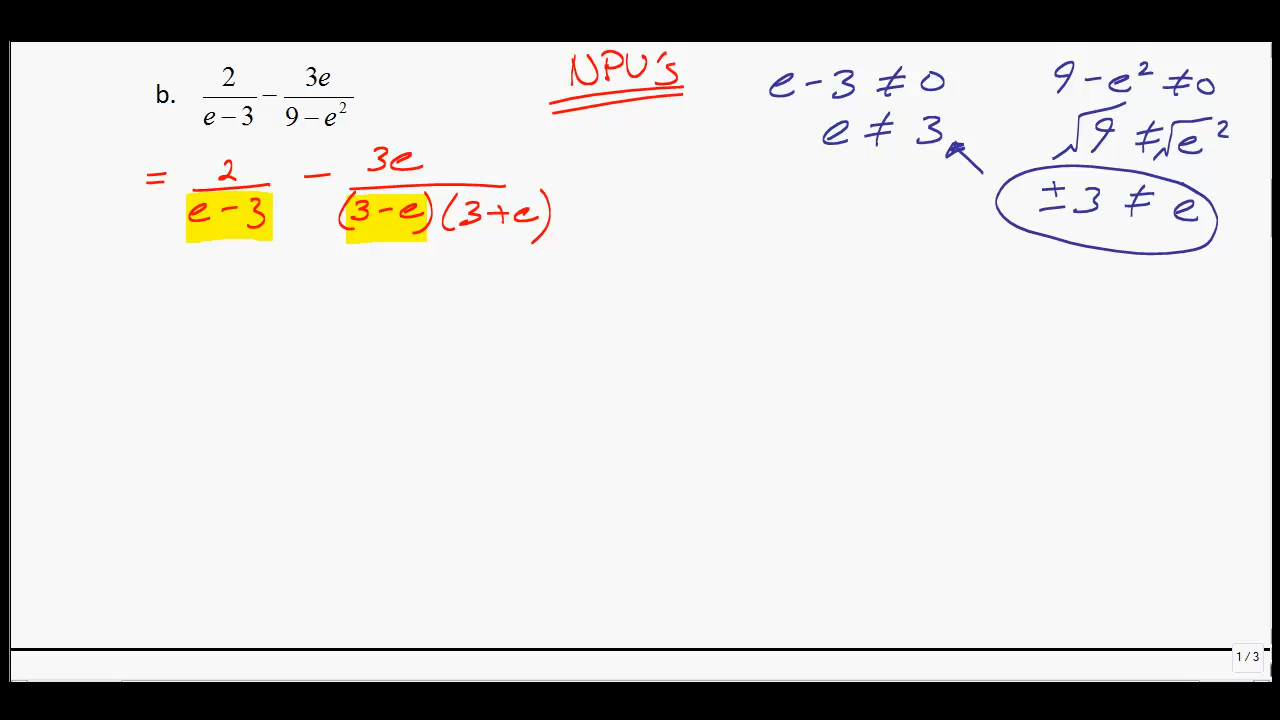 b. 2/(e−3) − 3e/(9−e²)
NPV's
= 2/(e−3) − 3e/((3−e)(3+e))
e−3 ≠ 0
e ≠ 3
9−e² ≠ 0
√9 ≠ √e²
±3 ≠ e
1/3